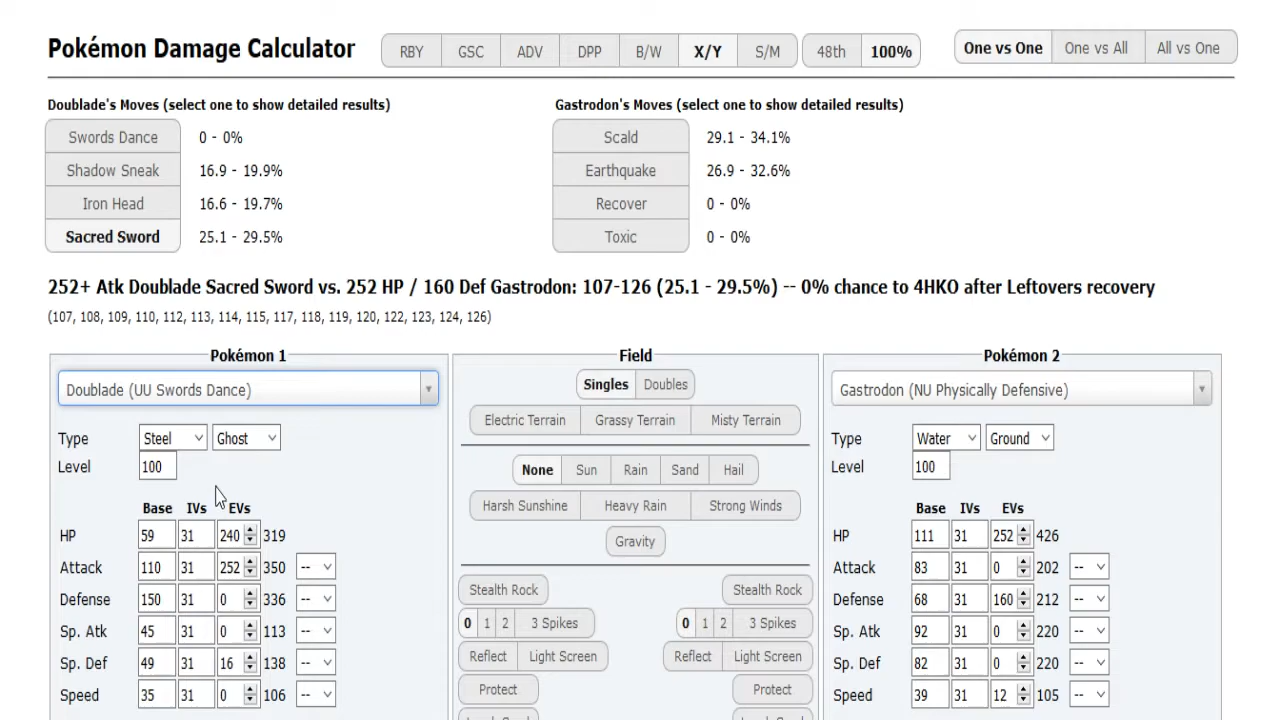 Pokémon Damage Calculator
RBY GSC ADV DPP B/W X/Y S/M 48th 100% One vs One One vs All All vs One
Doublade's Moves (select one to show detailed results) Gastrodon's Moves (select one to show detailed results)
Swords Dance 0 - 0% Scald 29.1 - 34.1%
Shadow Sneak 16.9 - 19.9% Earthquake 26.9 - 32.6%
Iron Head 16.6 - 19.7% Recover 0 - 0%
Sacred Sword 25.1 - 29.5% Toxic 0 - 0%
252+ Atk Doublade Sacred Sword vs. 252 HP / 160 Def Gastrodon: 107-126 (25.1 - 29.5%) -- 0% chance to 4HKO after Leftovers recovery
(107, 108, 109, 110, 112, 113, 114, 115, 117, 118, 119, 120, 122, 123, 124, 126)
Pokémon 1 Field Pokémon 2
Doublade (UU Swords Dance) Singles Doubles Gastrodon (NU Physically Defensive)
Electric Terrain Grassy Terrain Misty Terrain
Type Steel Ghost Type Water Ground
Level 100 None Sun Rain Sand Hail Level 100
Base IVs EVs Harsh Sunshine Heavy Rain Strong Winds Base IVs EVs
HP 59 31 240 319 Gravity HP 111 31 252 426
Attack 110 31 252 350 -- Attack 83 31 0 202 --
Defense 150 31 0 336 -- Stealth Rock Stealth Rock Defense 68 31 160 212 --
Sp. Atk 45 31 0 113 -- 0 1 2 3 Spikes 0 1 2 3 Spikes Sp. Atk 92 31 0 220 --
Sp. Def 49 31 16 138 -- Reflect Light Screen Reflect Light Screen Sp. Def 82 31 0 220 --
Speed 35 31 0 106 -- Protect Protect Speed 39 31 12 105 --